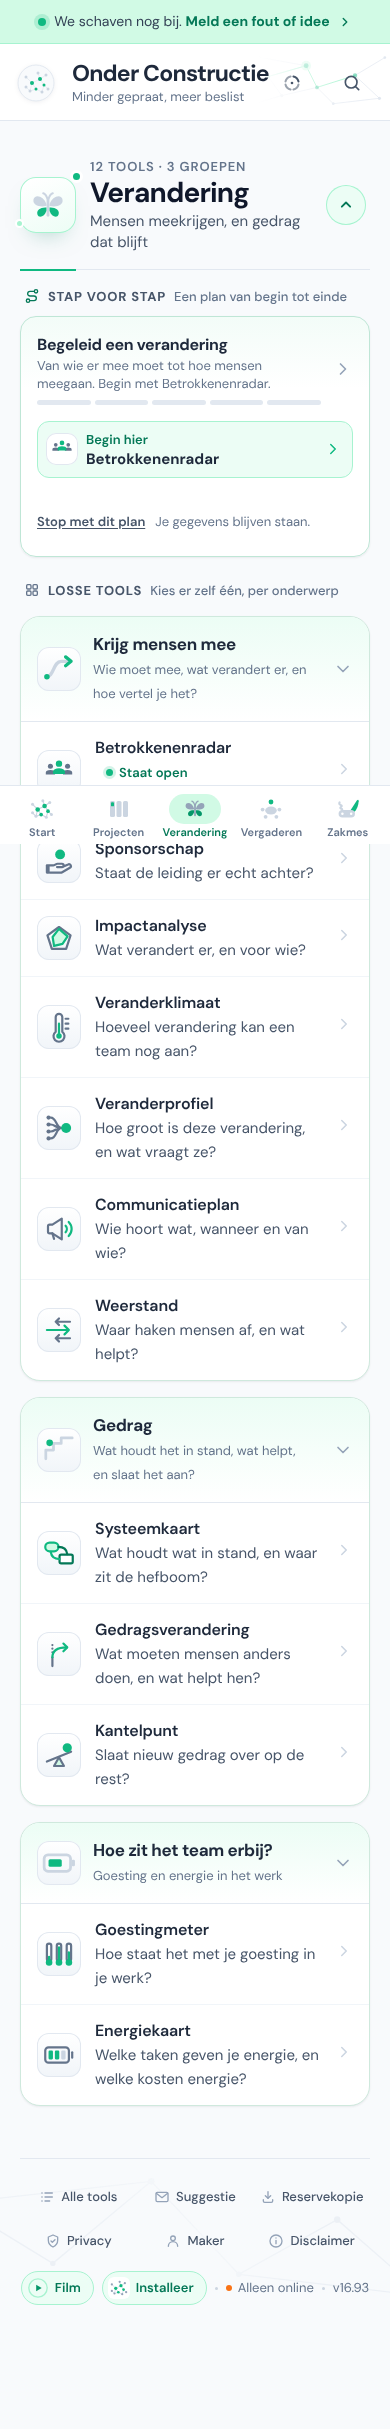 We schaven nog bij. Meld een fout of idee
Onder Constructie
Minder gepraat, meer beslist
12 TOOLS · 3 GROEPEN
Verandering
Mensen meekrijgen, en gedrag
dat blijft
STAP VOOR STAP Een plan van begin tot einde
Begeleid een verandering
Van wie er mee moet tot hoe mensen
meegaan. Begin met Betrokkenenradar.
Begin hier
Betrokkenenradar
Stop met dit plan Je gegevens blijven staan.
LOSSE TOOLS Kies er zelf één, per onderwerp
Krijg mensen mee
Wie moet mee, wat verandert er, en
hoe vertel je het?
Betrokkenenradar
Staat open
Start Projecten Verandering Vergaderen Zakmes
Sponsorschap
Staat de leiding er echt achter?
Impactanalyse
Wat verandert er, en voor wie?
Veranderklimaat
Hoeveel verandering kan een
team nog aan?
Veranderprofiel
Hoe groot is deze verandering,
en wat vraagt ze?
Communicatieplan
Wie hoort wat, wanneer en van
wie?
Weerstand
Waar haken mensen af, en wat
helpt?
Gedrag
Wat houdt het in stand, wat helpt,
en slaat het aan?
Systeemkaart
Wat houdt wat in stand, en waar
zit de hefboom?
Gedragsverandering
Wat moeten mensen anders
doen, en wat helpt hen?
Kantelpunt
Slaat nieuw gedrag over op de
rest?
Hoe zit het team erbij?
Goesting en energie in het werk
Goestingmeter
Hoe staat het met je goesting in
je werk?
Energiekaart
Welke taken geven je energie, en
welke kosten energie?
Alle tools Suggestie Reservekopie
Privacy Maker Disclaimer
Film Installeer • Alleen online • v16.93